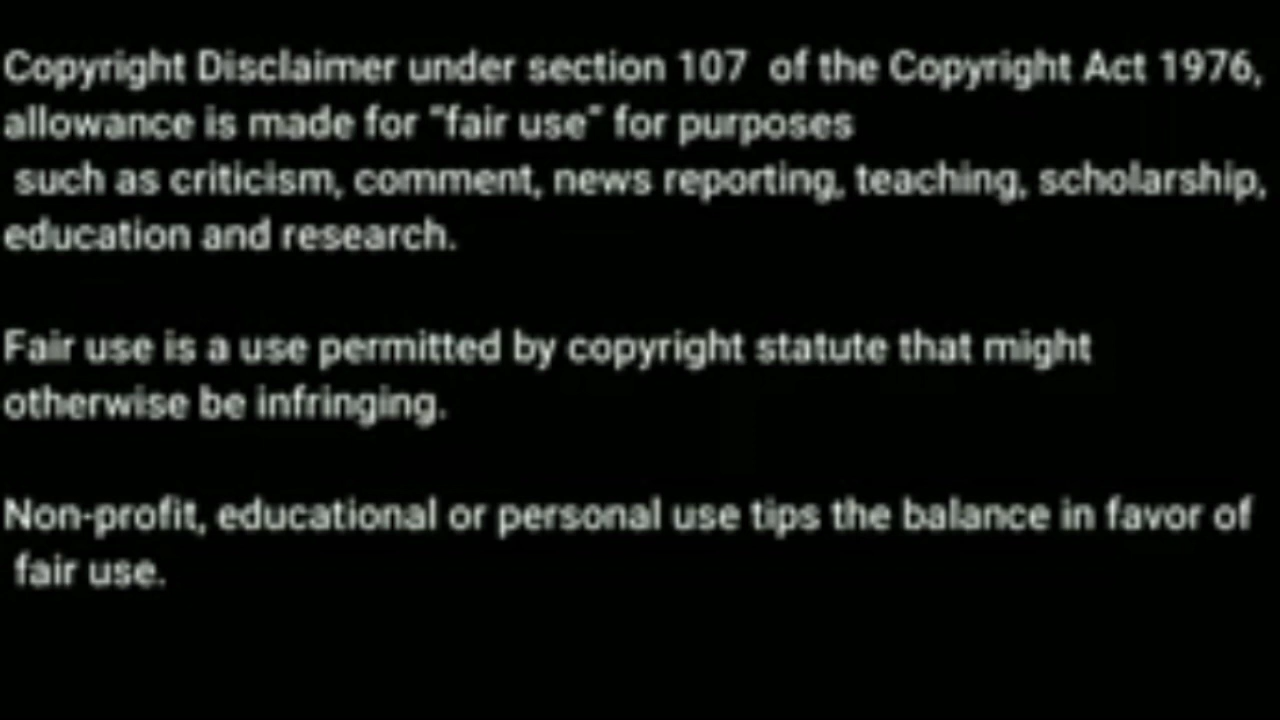 Copyright Disclaimer under section 107  of the Copyright Act 1976,
allowance is made for "fair use" for purposes
such as criticism, comment, news reporting, teaching, scholarship,
education and research.
Fair use is a use permitted by copyright statute that might
otherwise be infringing.
Non-profit, educational or personal use tips the balance in favor of
fair use.